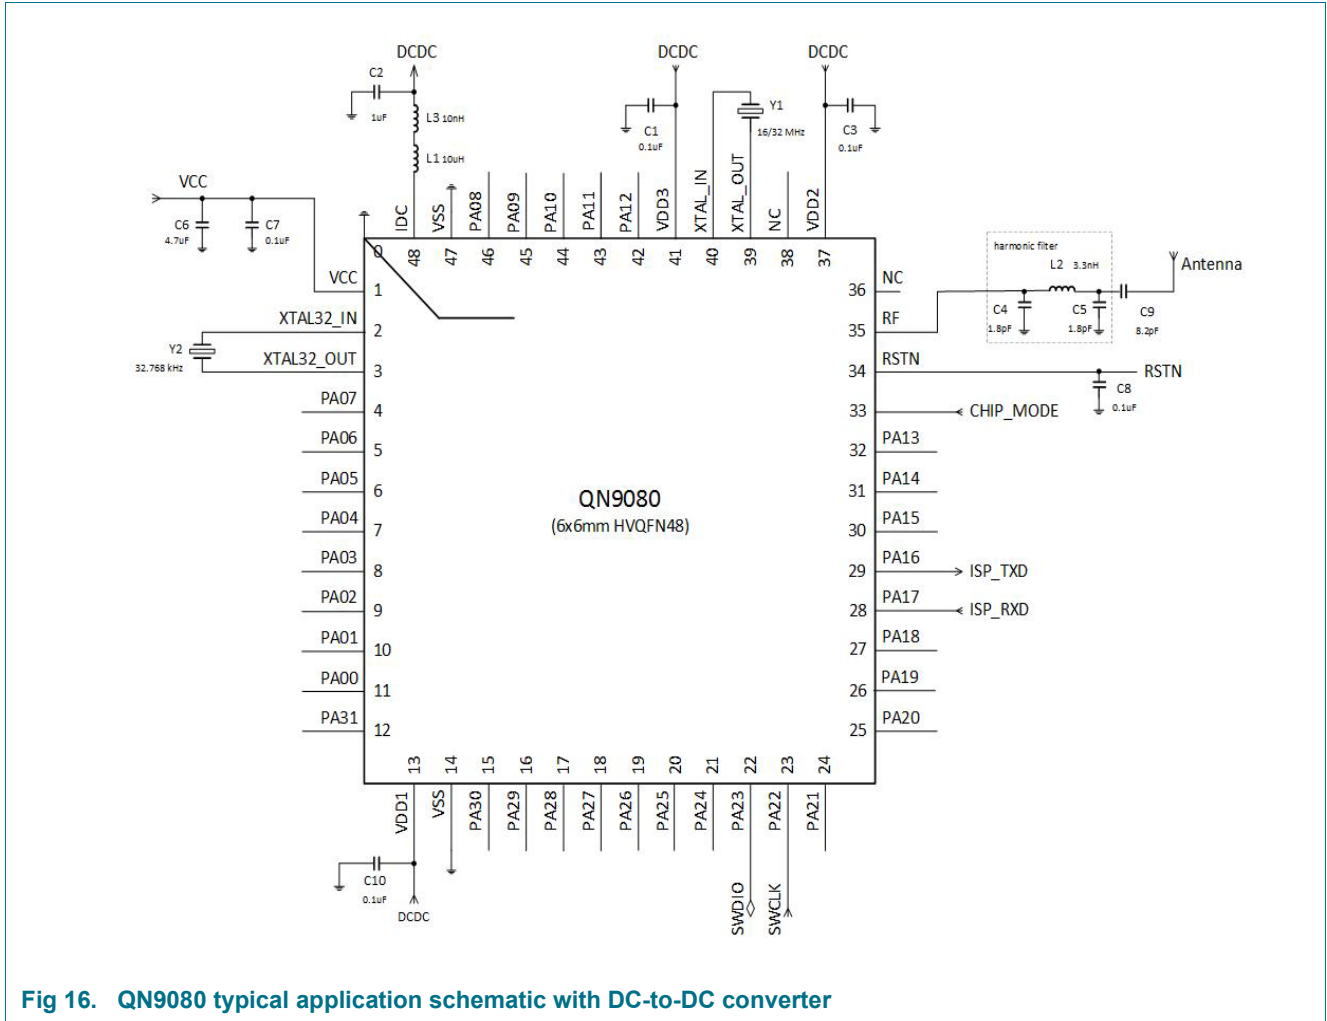 DCDC
DCDC
DCDC
C2
1uF
L3 10nH
L1 10uH
C1
0.1uF
Y1
16/32 MHz
C3
0.1uF
VCC
C6
4.7uF
C7
0.1uF
IDC
VSS
PA08
PA09
PA10
PA11
PA12
VDD3
XTAL_IN
XTAL_OUT
NC
VDD2
0
48
47
46
45
44
43
42
41
40
39
38
37
VCC
1
XTAL32_IN
2
XTAL32_OUT
3
Y2
32.768 kHz
PA07
4
PA06
5
PA05
6
PA04
7
PA03
8
PA02
9
PA01
10
PA00
11
PA31
12
QN9080
(6x6mm HVQFN48)
36
NC
35
RF
34
RSTN
33
32
PA13
31
PA14
30
PA15
29
PA16
28
PA17
27
PA18
26
PA19
25
PA20
harmonic filter
L2 3.3nH
C4
1.8pF
C5
1.8pF
C9
8.2pF
Antenna
RSTN
C8
0.1uF
CHIP_MODE
ISP_TXD
ISP_RXD
13
14
15
16
17
18
19
20
21
22
23
24
VDD1
VSS
PA30
PA29
PA28
PA27
PA26
PA25
PA24
PA23
PA22
PA21
C10
0.1uF
DCDC
SWDIO
SWCLK
Fig 16. QN9080 typical application schematic with DC-to-DC converter